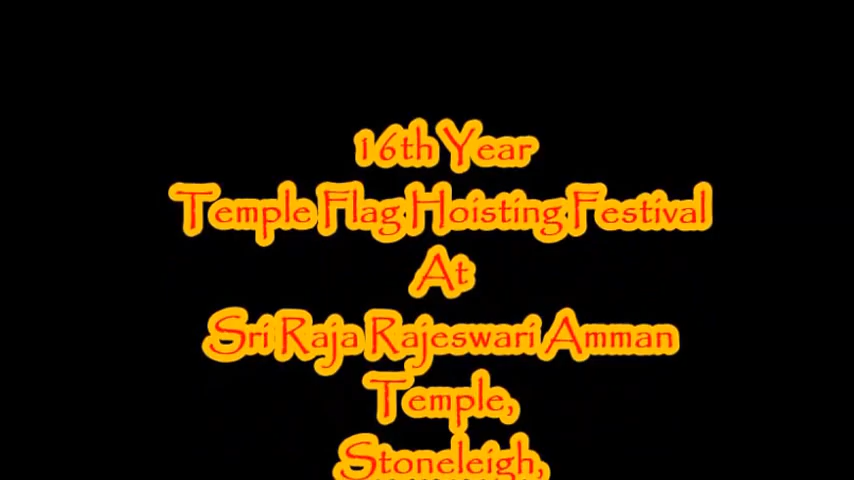 16th Year
Temple Flag Hoisting Festival
At
Sri Raja Rajeswari Amman
Temple,
Stoneleigh,